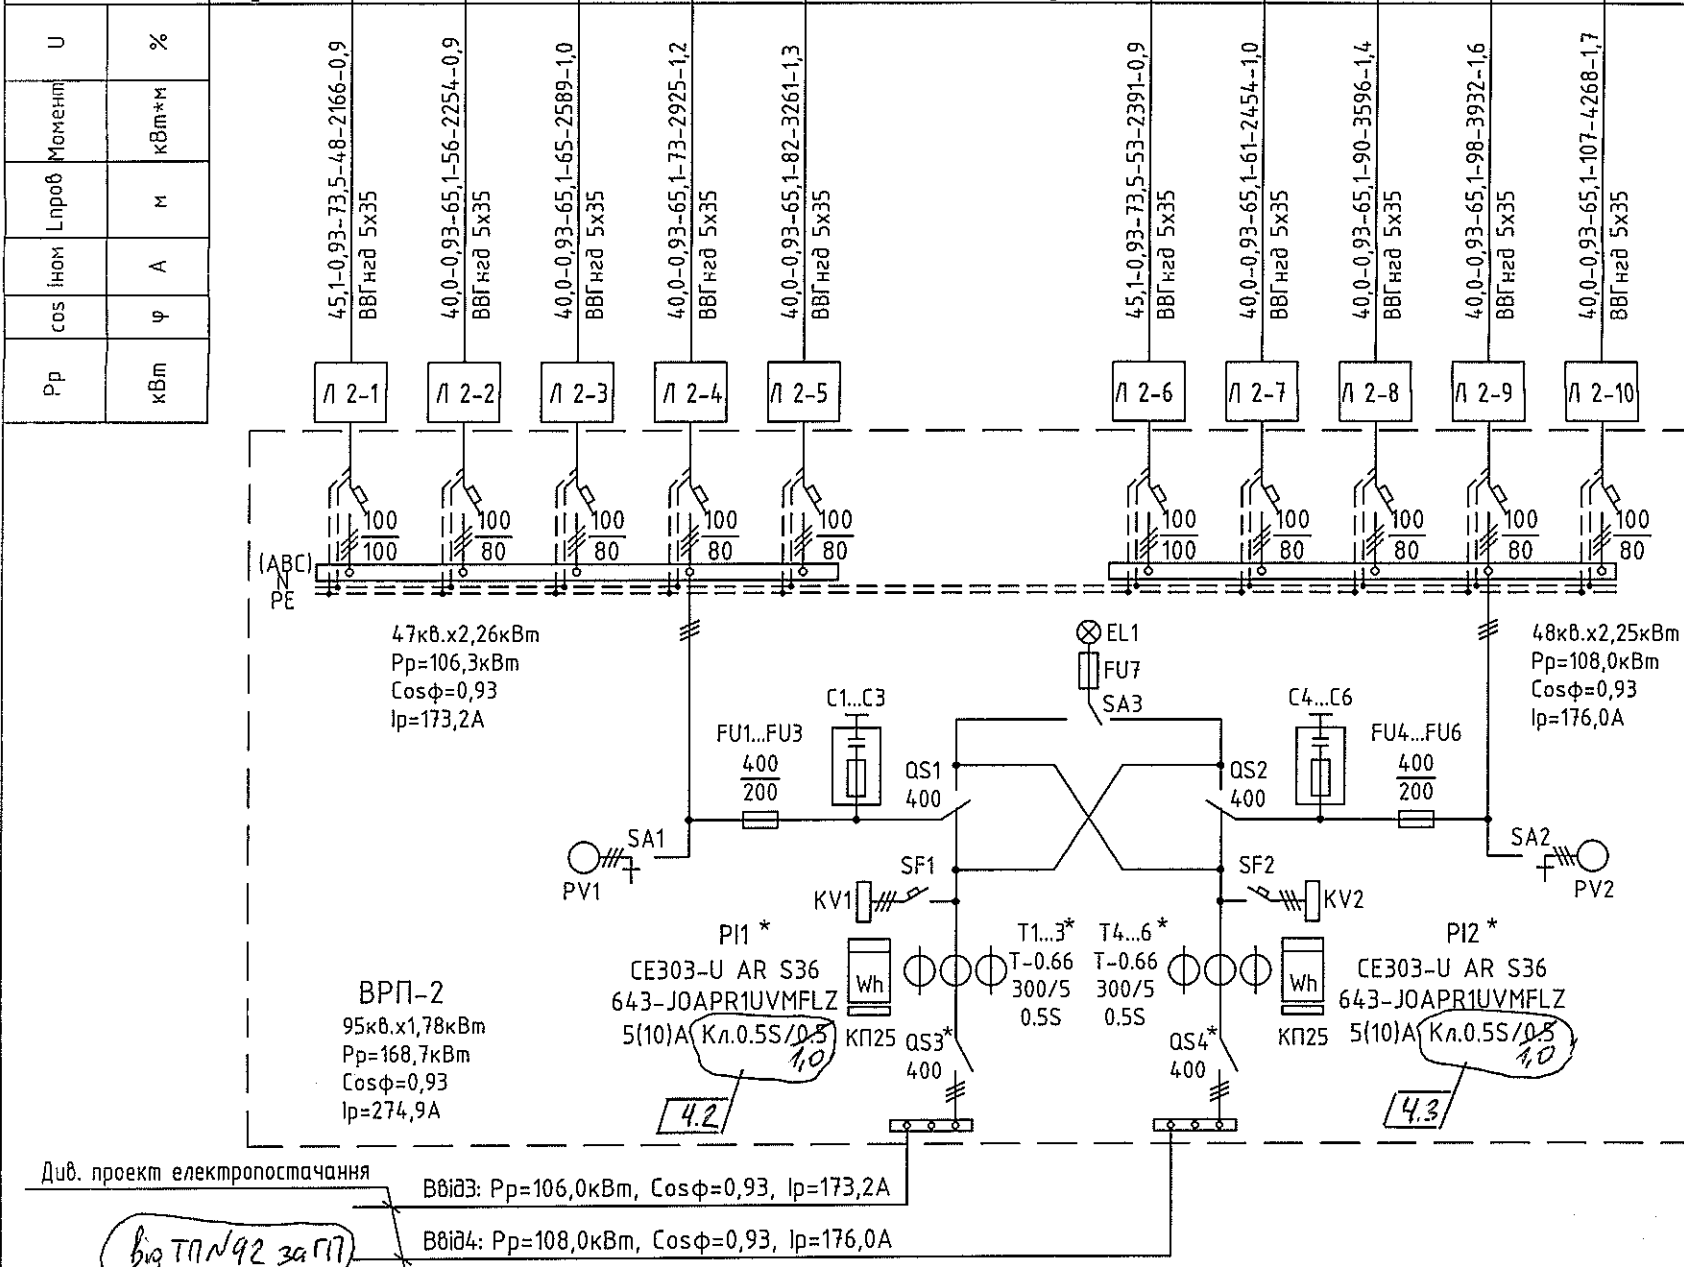 U %
Момент кВт*м
Lпров м
Iном А
cos φ
Рр кВт
45,1-0,93-73,5-48-2166-0,9
ВВГнгд 5х35
40,0-0,93-65,1-56-2254-0,9
ВВГнгд 5х35
40,0-0,93-65,1-65-2589-1,0
ВВГнгд 5х35
40,0-0,93-65,1-73-2925-1,2
ВВГнгд 5х35
40,0-0,93-65,1-82-3261-1,3
ВВГнгд 5х35
45,1-0,93-73,5-53-2391-0,9
ВВГнгд 5х35
40,0-0,93-65,1-61-2454-1,0
ВВГнгд 5х35
40,0-0,93-65,1-90-3596-1,4
ВВГнгд 5х35
40,0-0,93-65,1-98-3932-1,6
ВВГнгд 5х35
40,0-0,93-65,1-107-4268-1,7
ВВГнгд 5х35
Л 2-1 Л 2-2 Л 2-3 Л 2-4 Л 2-5 Л 2-6 Л 2-7 Л 2-8 Л 2-9 Л 2-10
100 100 100 100 100 100 100 100 100 100
100 80 80 80 80 100 80 80 80 80
(ABC)
N
PE
47кв.х2,26кВт
Рр=106,3кВт
Cosφ=0,93
Iр=173,2А
EL1
FU7
SA3
48кв.х2,25кВт
Рр=108,0кВт
Cosφ=0,93
Iр=176,0А
C1...C3
C4...C6
FU1...FU3
400
200
QS1
400
QS2
400
FU4...FU6
400
200
SA1
PV1
SF1
KV1
SF2
KV2
SA2
PV2
PI1 *
CE303-U AR S36
643-JOAPR1UVMFLZ
5(10)А Кл.0.5S/0.5
1,0
Wh
КП25
T1...3*
T-0.66
300/5
0.5S
T4...6*
T-0.66
300/5
0.5S
Wh
КП25
PI2 *
CE303-U AR S36
643-JOAPR1UVMFLZ
5(10)А Кл.0.5S/0.5
1,0
QS3*
400
QS4*
400
4.2
4.3
ВРП-2
95кв.х1,78кВт
Рр=168,7кВт
Cosφ=0,93
Iр=274,9А
Див. проект електропостачання
Ввід3: Рр=106,0кВт, Cosφ=0,93, Iр=173,2А
Ввід4: Рр=108,0кВт, Cosφ=0,93, Iр=176,0А
від ТП №92 за ГП